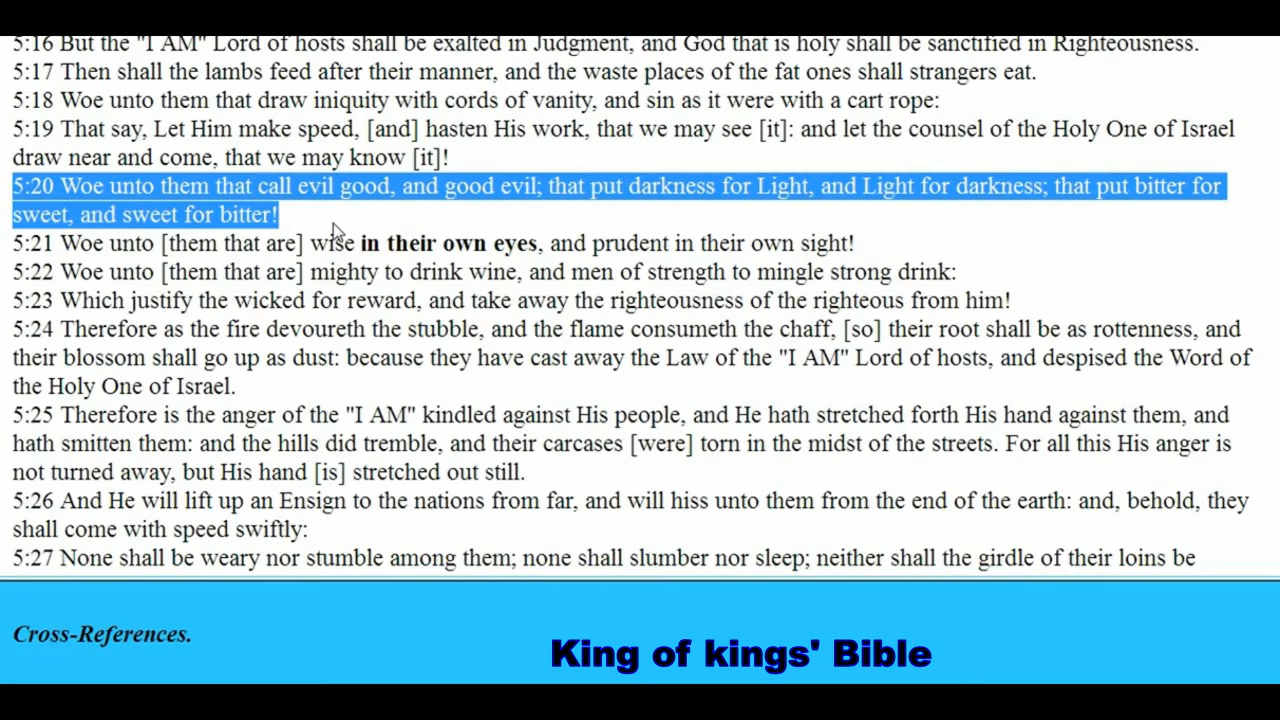 5:16 But the "I AM" Lord of hosts shall be exalted in Judgment, and God that is holy shall be sanctified in Righteousness.
5:17 Then shall the lambs feed after their manner, and the waste places of the fat ones shall strangers eat.
5:18 Woe unto them that draw iniquity with cords of vanity, and sin as it were with a cart rope:
5:19 That say, Let Him make speed, [and] hasten His work, that we may see [it]: and let the counsel of the Holy One of Israel
draw near and come, that we may know [it]!
5:20 Woe unto them that call evil good, and good evil; that put darkness for Light, and Light for darkness; that put bitter for
sweet, and sweet for bitter!
5:21 Woe unto [them that are] wise in their own eyes, and prudent in their own sight!
5:22 Woe unto [them that are] mighty to drink wine, and men of strength to mingle strong drink:
5:23 Which justify the wicked for reward, and take away the righteousness of the righteous from him!
5:24 Therefore as the fire devoureth the stubble, and the flame consumeth the chaff, [so] their root shall be as rottenness, and
their blossom shall go up as dust: because they have cast away the Law of the "I AM" Lord of hosts, and despised the Word of
the Holy One of Israel.
5:25 Therefore is the anger of the "I AM" kindled against His people, and He hath stretched forth His hand against them, and
hath smitten them: and the hills did tremble, and their carcases [were] torn in the midst of the streets. For all this His anger is
not turned away, but His hand [is] stretched out still.
5:26 And He will lift up an Ensign to the nations from far, and will hiss unto them from the end of the earth: and, behold, they
shall come with speed swiftly:
5:27 None shall be weary nor stumble among them; none shall slumber nor sleep; neither shall the girdle of their loins be
Cross-References.
King of kings' Bible